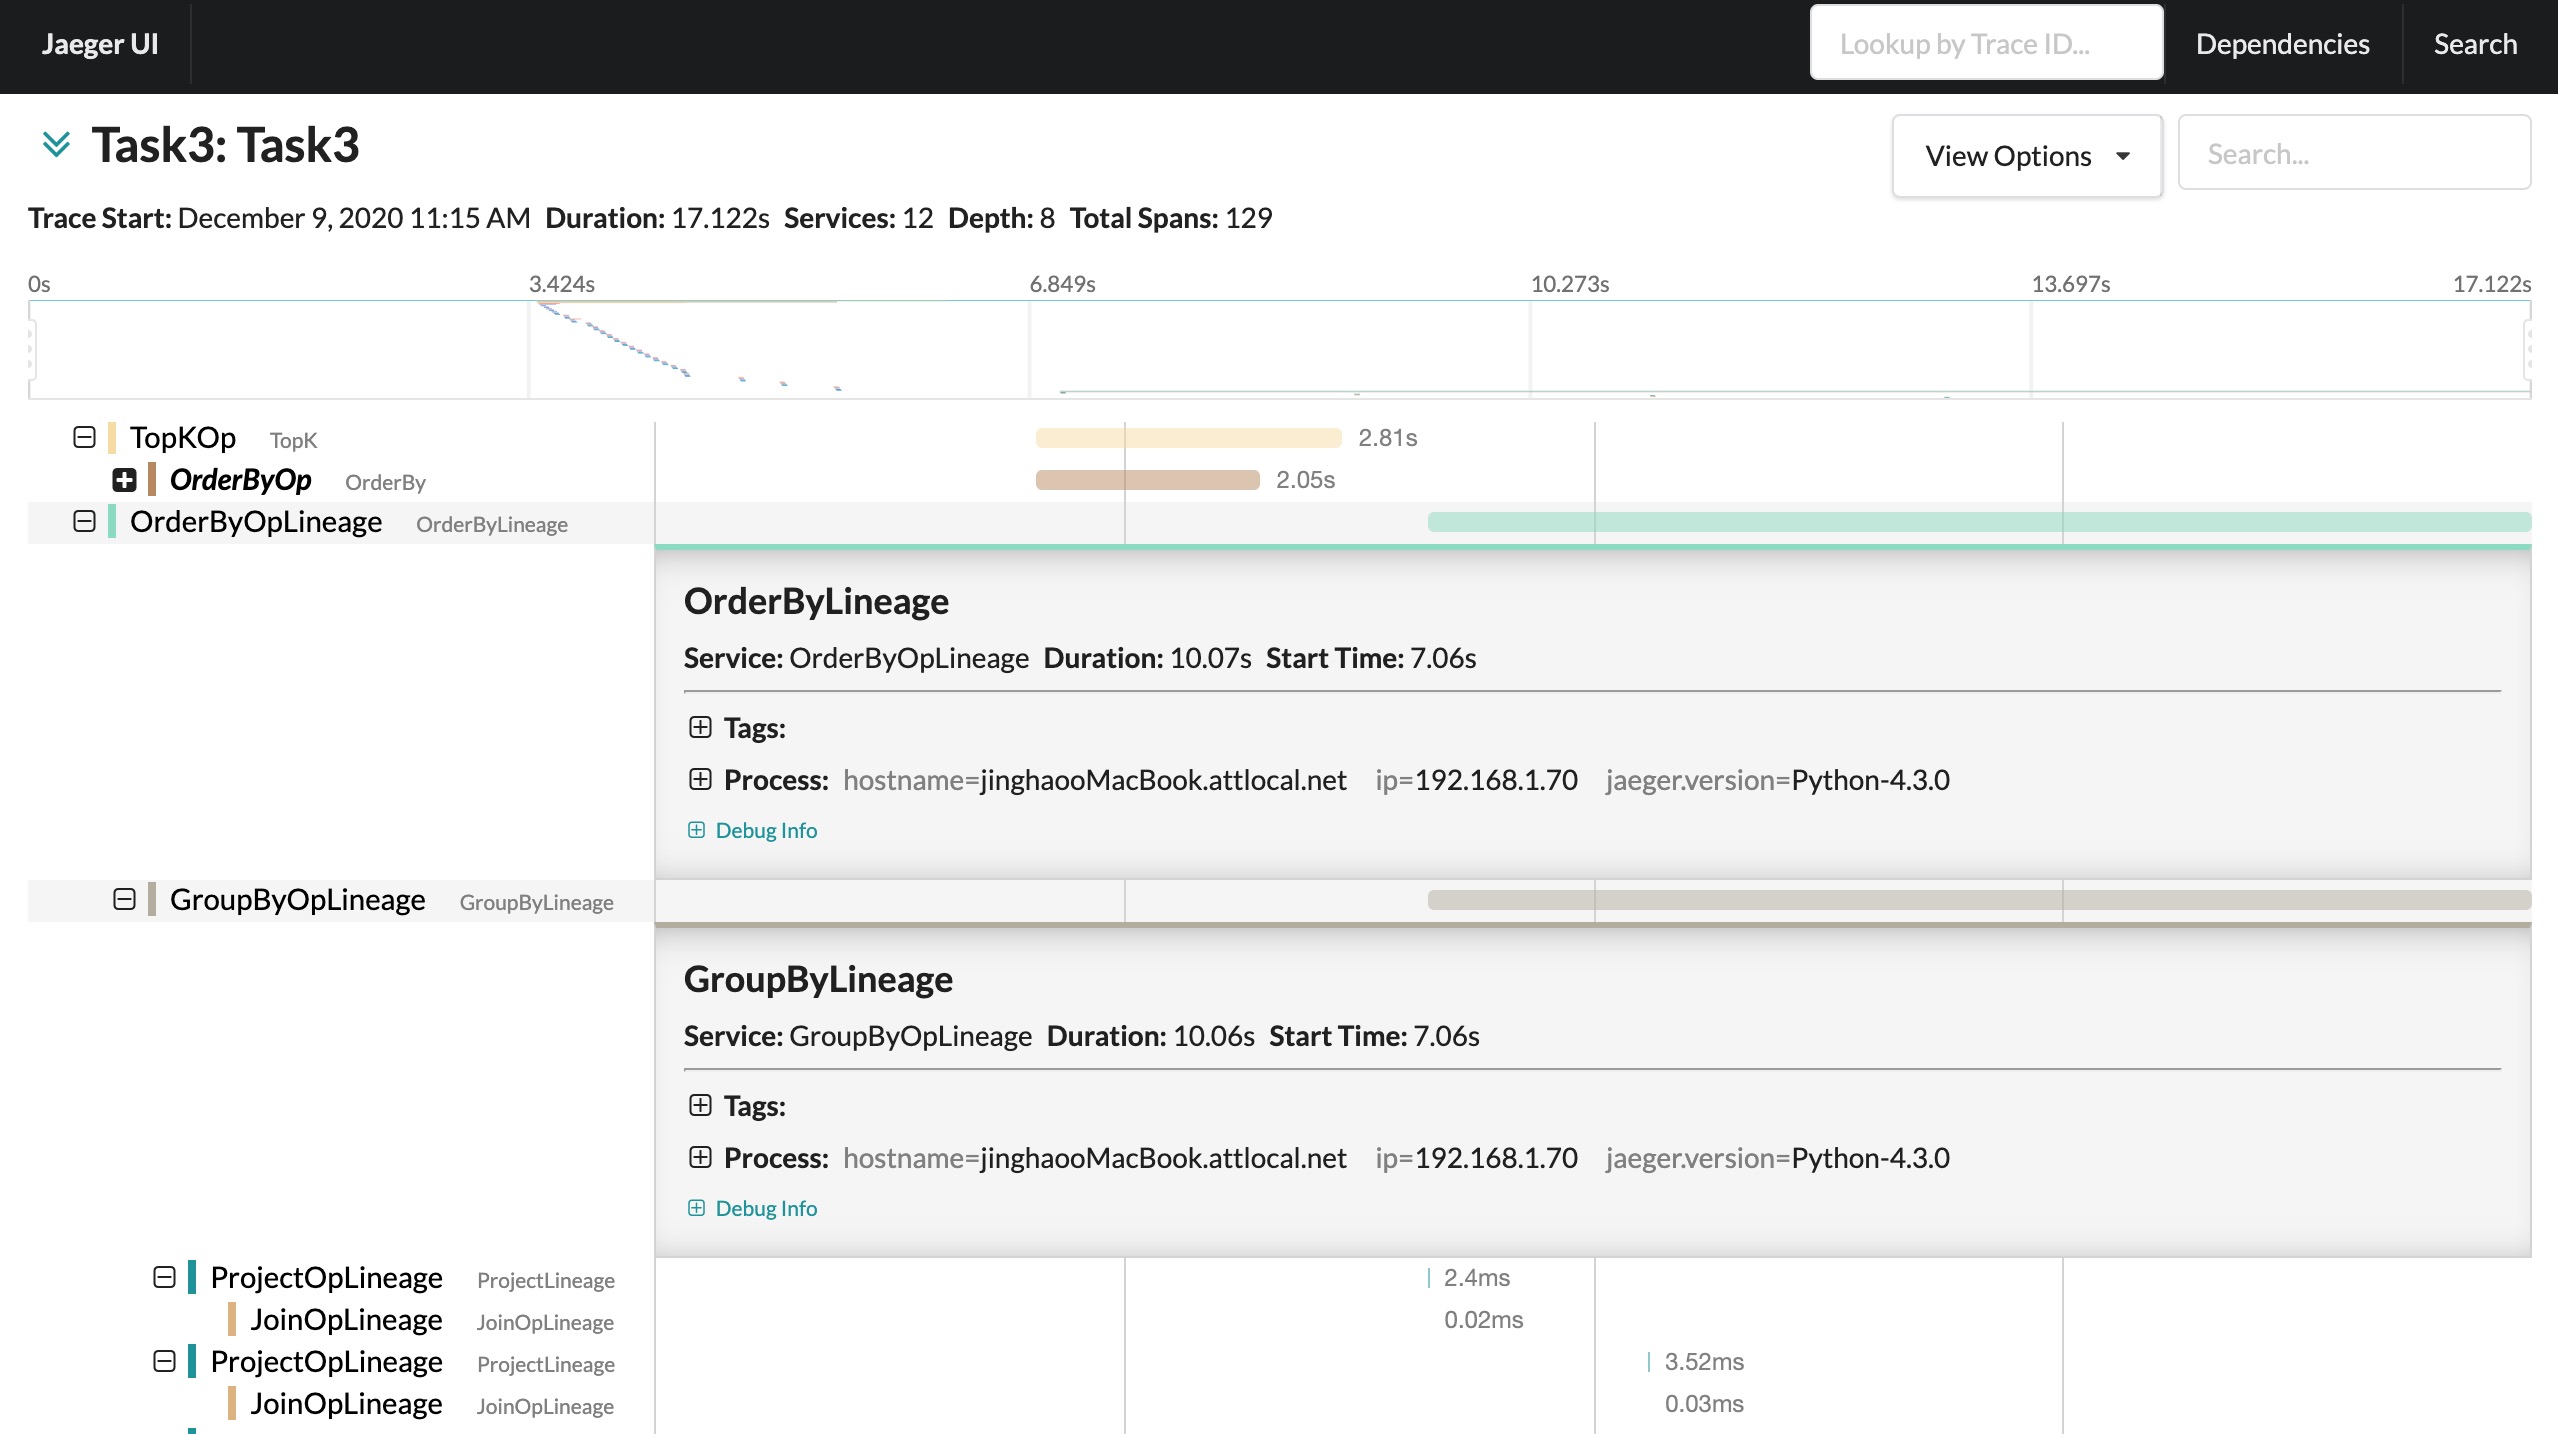 Jaeger UI
Lookup by Trace ID...
Dependencies
Search
Task3: Task3
View Options
Search...
Trace Start: December 9, 2020 11:15 AM Duration: 17.122s Services: 12 Depth: 8 Total Spans: 129
0s 3.424s 6.849s 10.273s 13.697s 17.122s
TopKOp TopK 2.81s
OrderByOp OrderBy 2.05s
OrderByOpLineage OrderByLineage
OrderByLineage
Service: OrderByOpLineage Duration: 10.07s Start Time: 7.06s
Tags:
Process: hostname=jinghaooMacBook.attlocal.net ip=192.168.1.70 jaeger.version=Python-4.3.0
Debug Info
GroupByOpLineage GroupByLineage
GroupByLineage
Service: GroupByOpLineage Duration: 10.06s Start Time: 7.06s
Tags:
Process: hostname=jinghaooMacBook.attlocal.net ip=192.168.1.70 jaeger.version=Python-4.3.0
Debug Info
ProjectOpLineage ProjectLineage 2.4ms
JoinOpLineage JoinOpLineage 0.02ms
ProjectOpLineage ProjectLineage 3.52ms
JoinOpLineage JoinOpLineage 0.03ms